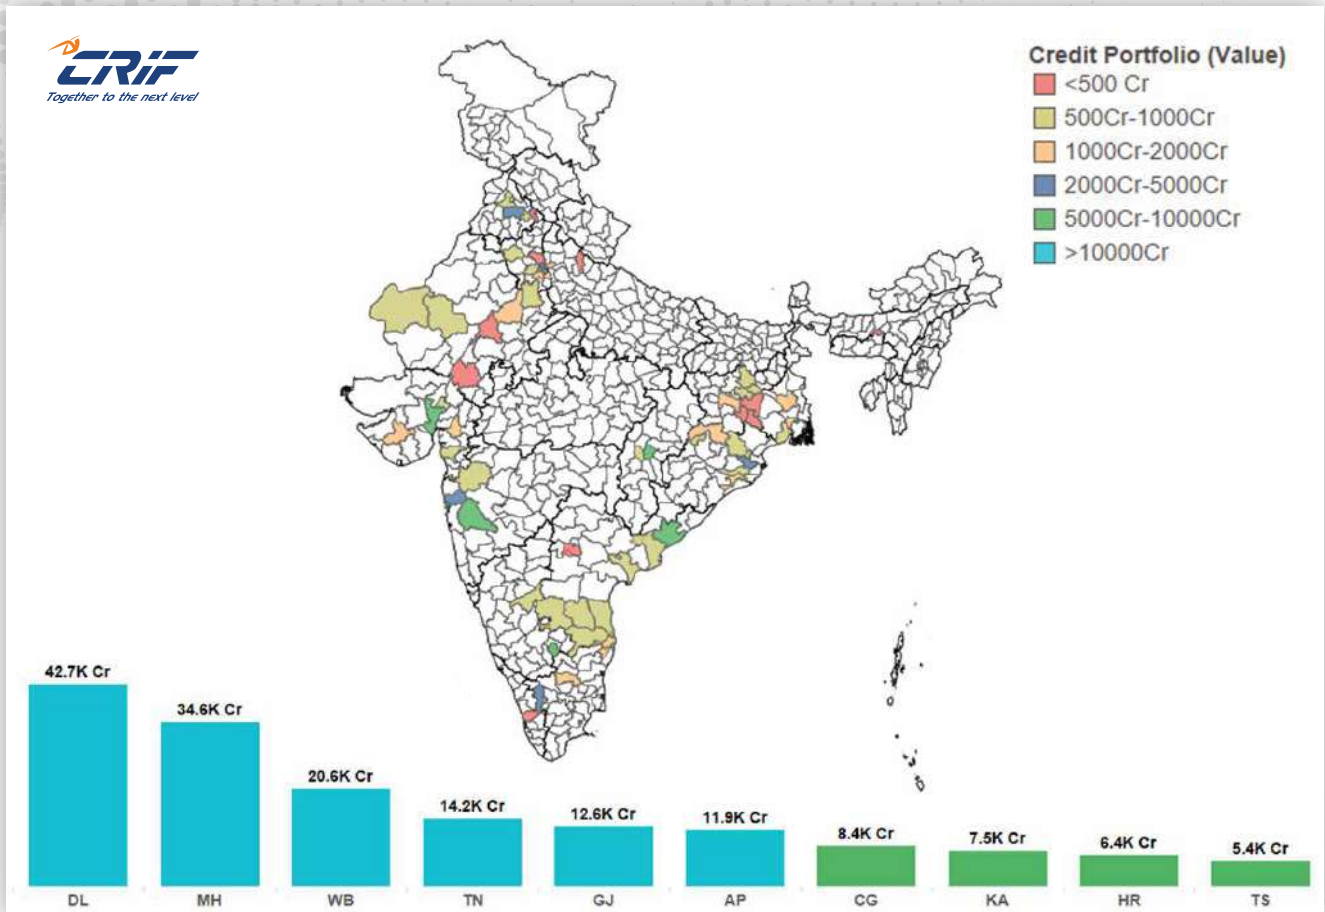 CRIF
Together to the next level
Credit Portfolio (Value)
<500 Cr
500Cr-1000Cr
1000Cr-2000Cr
2000Cr-5000Cr
5000Cr-10000Cr
>10000Cr
42.7K Cr
34.6K Cr
20.6K Cr
14.2K Cr
12.6K Cr
11.9K Cr
8.4K Cr
7.5K Cr
6.4K Cr
5.4K Cr
DL
MH
WB
TN
GJ
AP
CG
KA
HR
TS